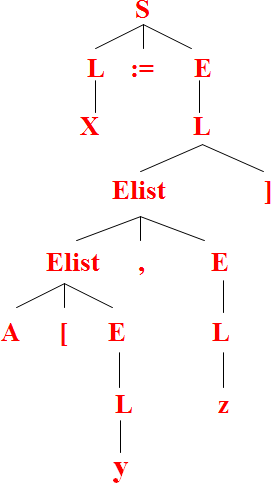 S
L := E
X L
Elist ]
Elist , E
A [ E L
L z
y